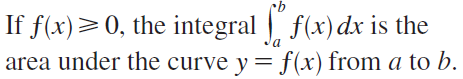 If f(x) ≥ 0, the integral ∫_a^b f(x) dx is the
area under the curve y = f(x) from a to b.